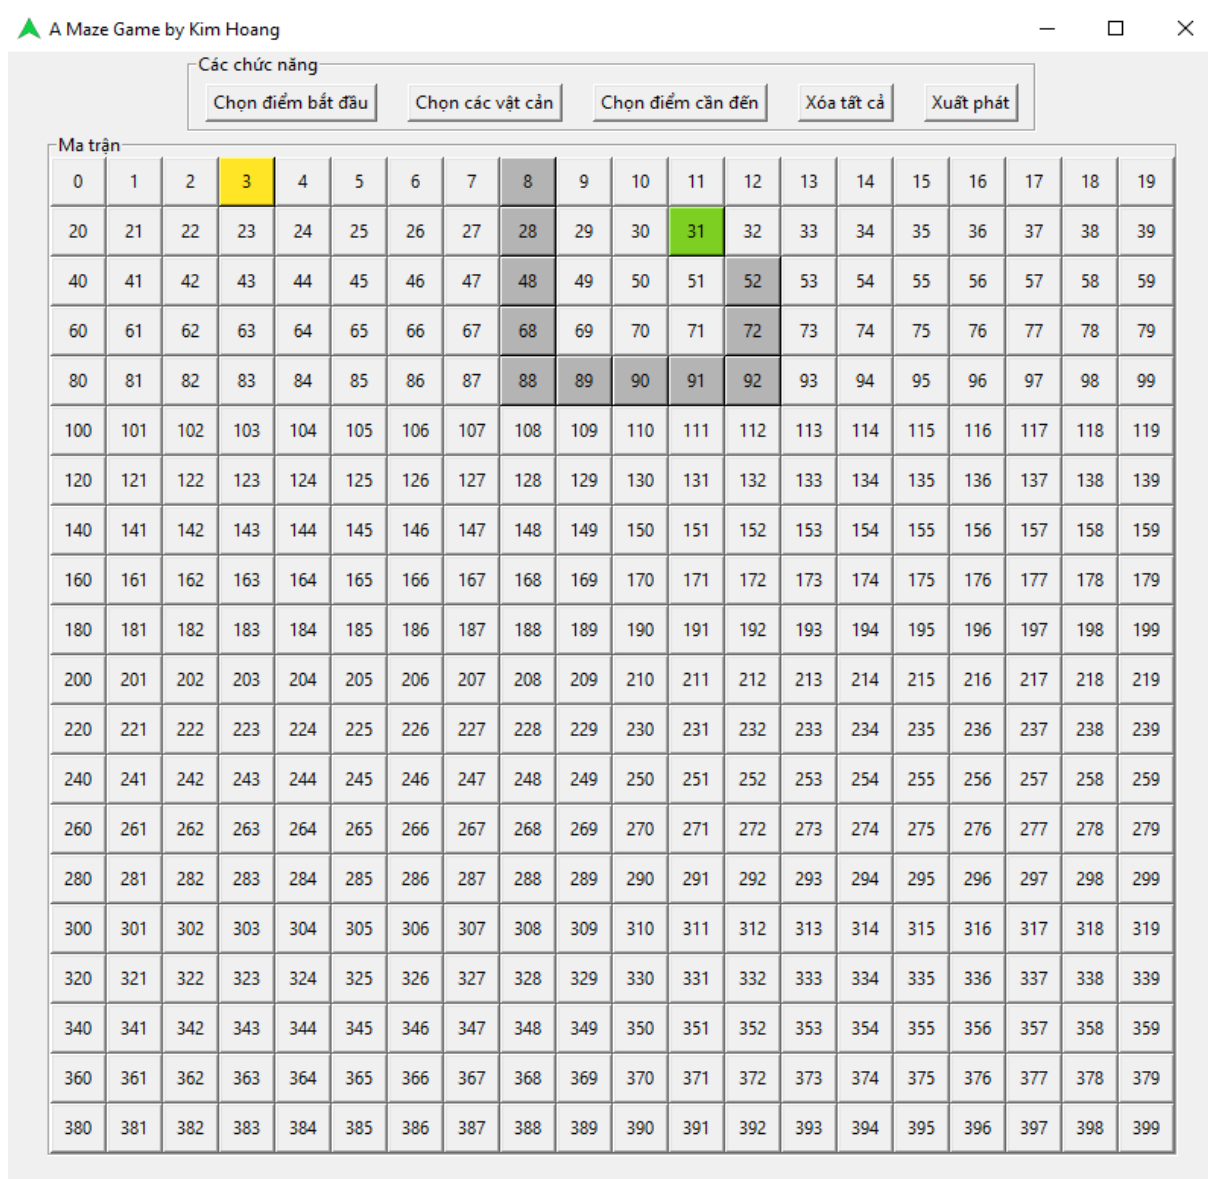 A Maze Game by Kim Hoang
Các chức năng
Chọn điểm bắt đầu Chọn các vật cản Chọn điểm cần đến Xóa tất cả Xuất phát
Ma trận
0 1 2 3 4 5 6 7 8 9 10 11 12 13 14 15 16 17 18 19
20 21 22 23 24 25 26 27 28 29 30 31 32 33 34 35 36 37 38 39
40 41 42 43 44 45 46 47 48 49 50 51 52 53 54 55 56 57 58 59
60 61 62 63 64 65 66 67 68 69 70 71 72 73 74 75 76 77 78 79
80 81 82 83 84 85 86 87 88 89 90 91 92 93 94 95 96 97 98 99
100 101 102 103 104 105 106 107 108 109 110 111 112 113 114 115 116 117 118 119
120 121 122 123 124 125 126 127 128 129 130 131 132 133 134 135 136 137 138 139
140 141 142 143 144 145 146 147 148 149 150 151 152 153 154 155 156 157 158 159
160 161 162 163 164 165 166 167 168 169 170 171 172 173 174 175 176 177 178 179
180 181 182 183 184 185 186 187 188 189 190 191 192 193 194 195 196 197 198 199
200 201 202 203 204 205 206 207 208 209 210 211 212 213 214 215 216 217 218 219
220 221 222 223 224 225 226 227 228 229 230 231 232 233 234 235 236 237 238 239
240 241 242 243 244 245 246 247 248 249 250 251 252 253 254 255 256 257 258 259
260 261 262 263 264 265 266 267 268 269 270 271 272 273 274 275 276 277 278 279
280 281 282 283 284 285 286 287 288 289 290 291 292 293 294 295 296 297 298 299
300 301 302 303 304 305 306 307 308 309 310 311 312 313 314 315 316 317 318 319
320 321 322 323 324 325 326 327 328 329 330 331 332 333 334 335 336 337 338 339
340 341 342 343 344 345 346 347 348 349 350 351 352 353 354 355 356 357 358 359
360 361 362 363 364 365 366 367 368 369 370 371 372 373 374 375 376 377 378 379
380 381 382 383 384 385 386 387 388 389 390 391 392 393 394 395 396 397 398 399